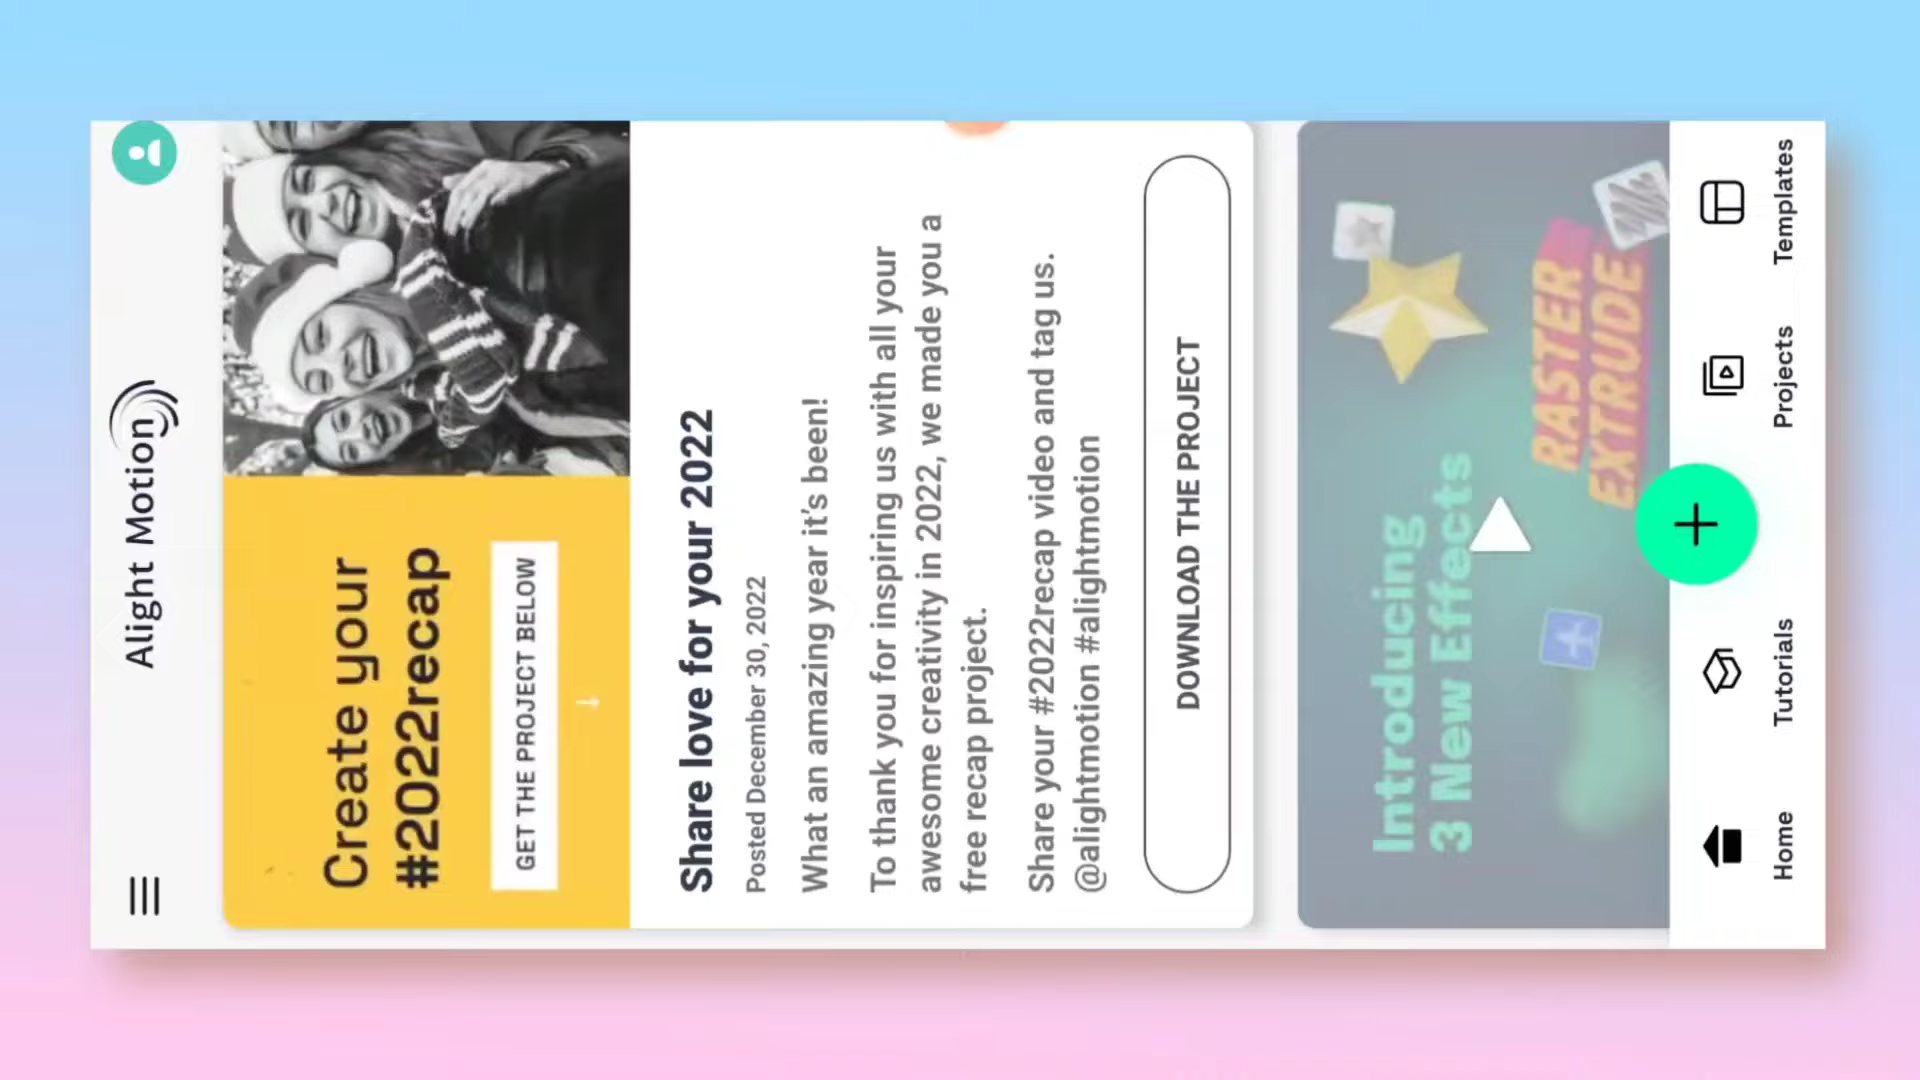 Alight Motion
Create your
#2022recap
GET THE PROJECT BELOW
Share love for your 2022
Posted December 30, 2022
What an amazing year it's been!
To thank you for inspiring us with all your
awesome creativity in 2022, we made you a
free recap project.
Share your #2022recap video and tag us.
@alightmotion #alightmotion
DOWNLOAD THE PROJECT
Introducing
3 New Effects
RASTER
EXTRUDE
Home
Tutorials
Projects
Templates